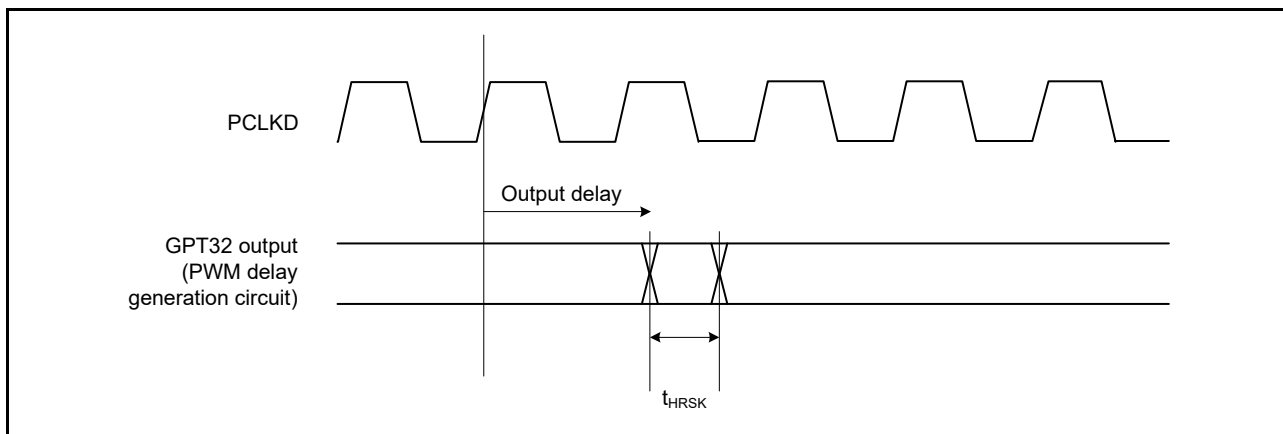 PCLKD
Output delay
GPT32 output
(PWM delay
generation circuit)
tHRSK